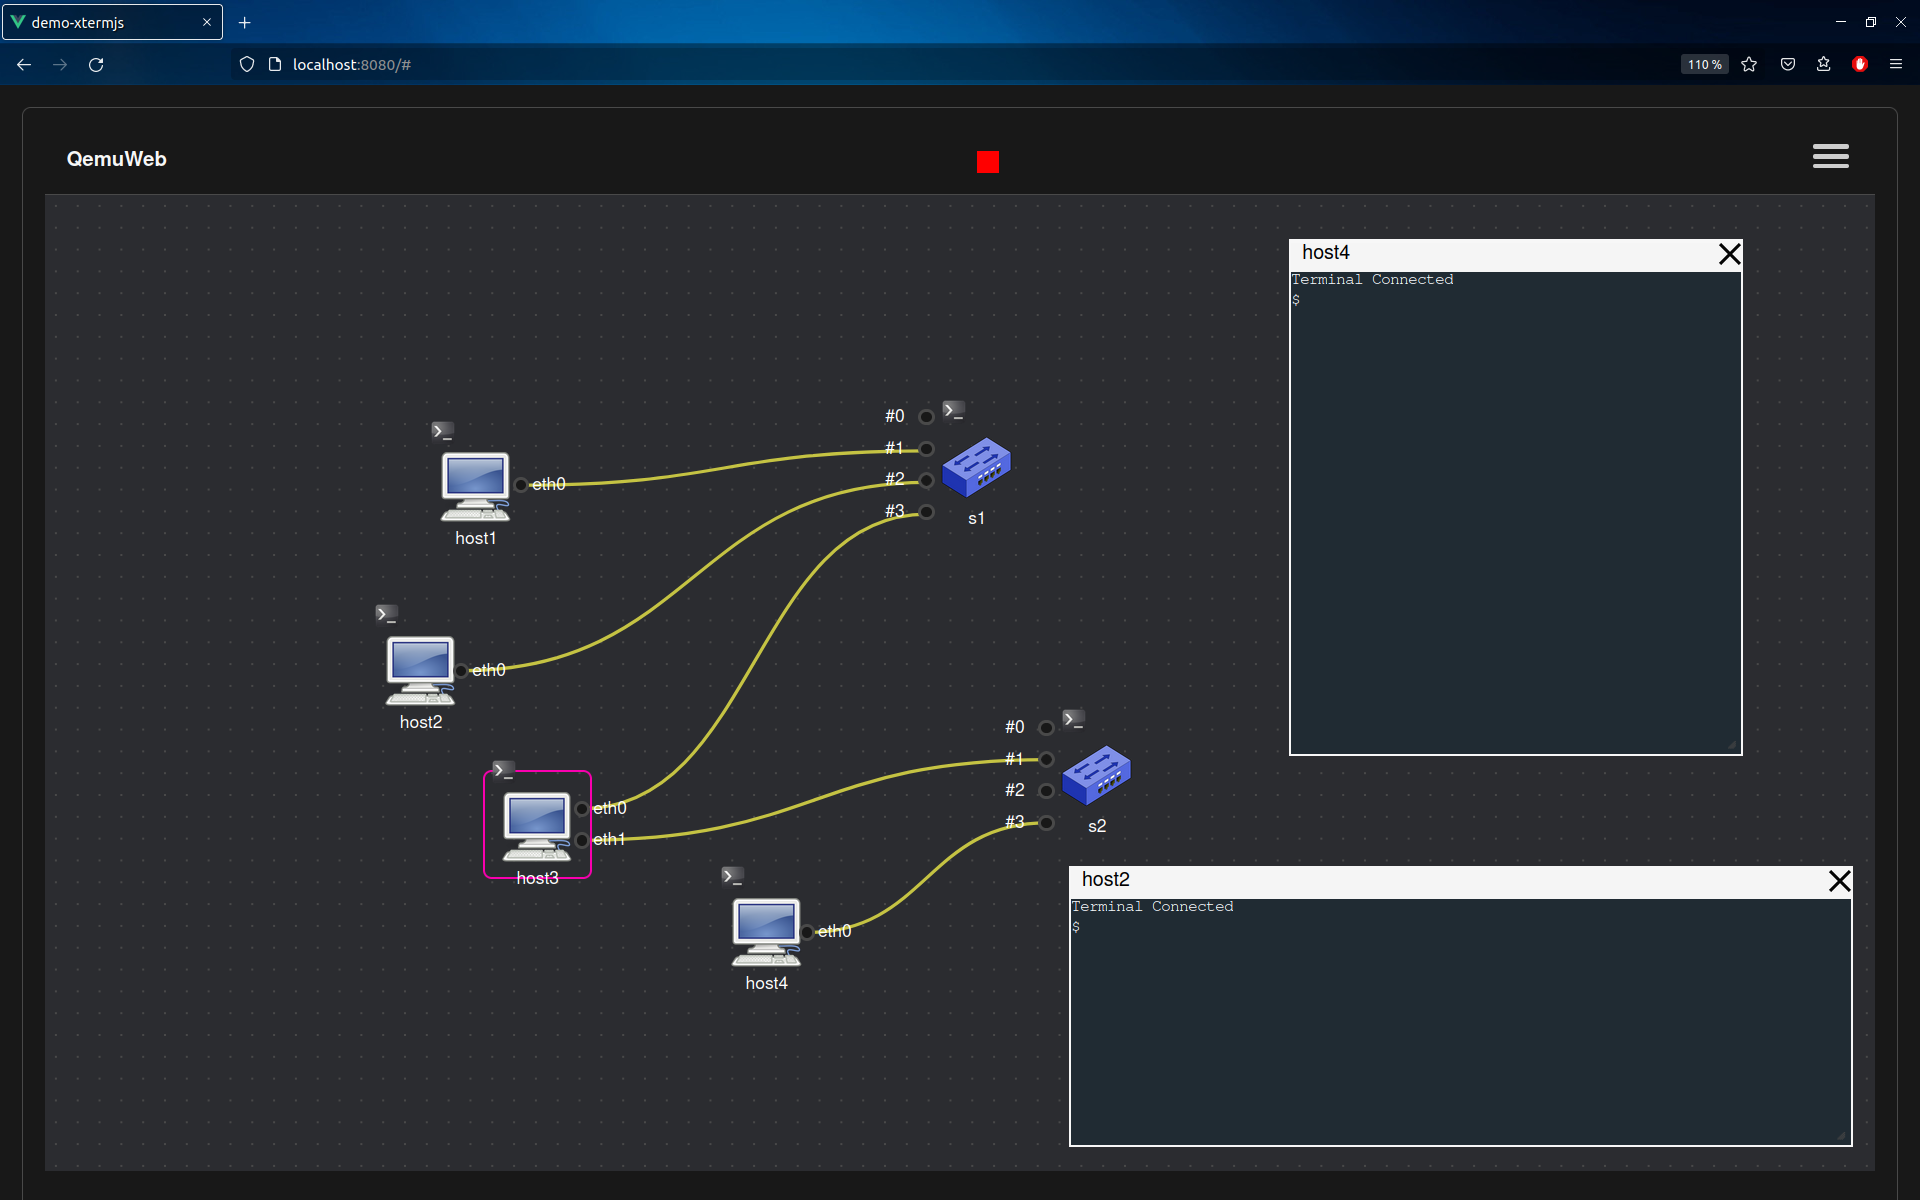 demo-xtermjs
localhost:8080/#
110 %
QemuWeb
host4
Terminal Connected
$
#0
#1
#2
#3
s1
eth0
host1
eth0
host2
#0
#1
#2
#3
s2
eth0
eth1
host3
eth0
host4
host2
Terminal Connected
$